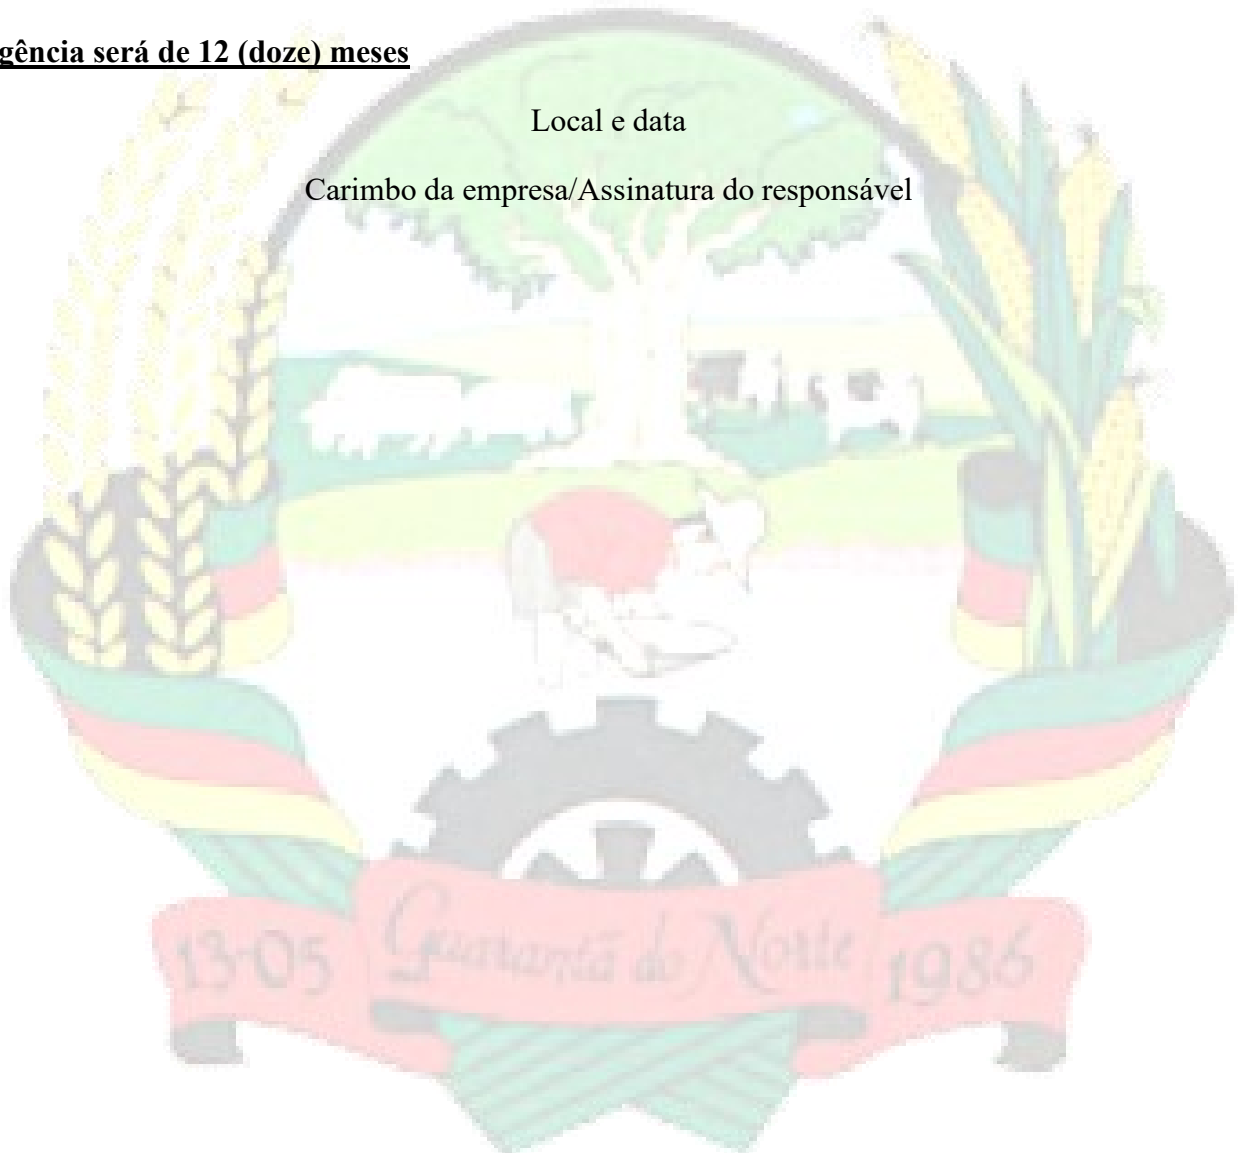 gência será de 12 (doze) meses
Local e data
Carimbo da empresa/Assinatura do responsável
13-05 Guarantã do Norte 1986